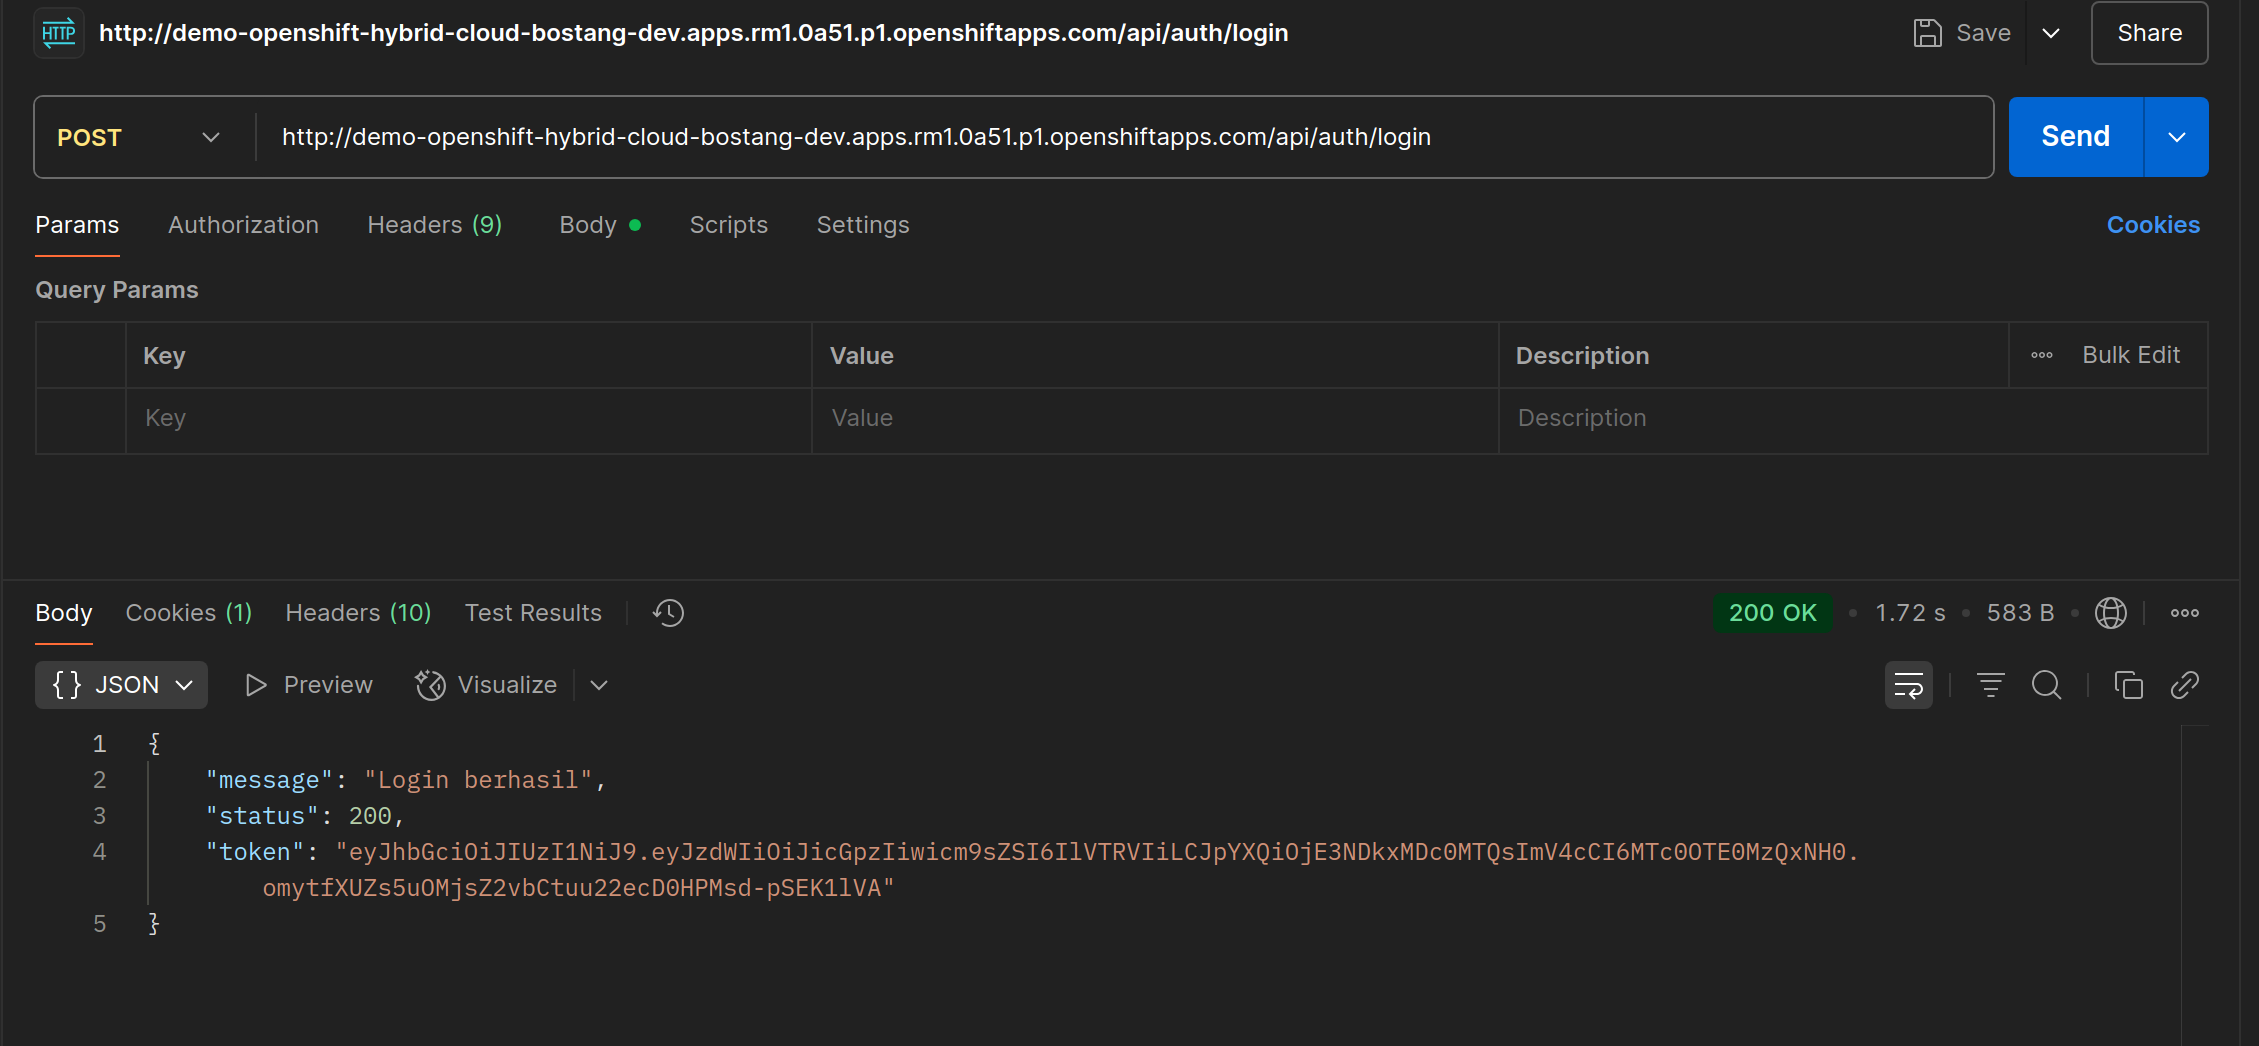 HTTP http://demo-openshift-hybrid-cloud-bostang-dev.apps.rm1.0a51.p1.openshiftapps.com/api/auth/login Save Share
POST http://demo-openshift-hybrid-cloud-bostang-dev.apps.rm1.0a51.p1.openshiftapps.com/api/auth/login Send
Params Authorization Headers (9) Body Scripts Settings Cookies
Query Params
Key Value Description Bulk Edit
Key Value Description
Body Cookies (1) Headers (10) Test Results 200 OK 1.72 s 583 B
{} JSON Preview Visualize
1 {
2 "message": "Login berhasil",
3 "status": 200,
4 "token": "eyJhbGciOiJIUzI1NiJ9.eyJzdWIiOiJicGpzIiwicm9sZSI6IlVTRVIiLCJpYXQiOjE3NDkxMDc0MTQsImV4cCI6MTc0OTE0MzQxNH0.
omytfXUZs5uOMjsZ2vbCtuu22ecD0HPMsd-pSEK1lVA"
5 }